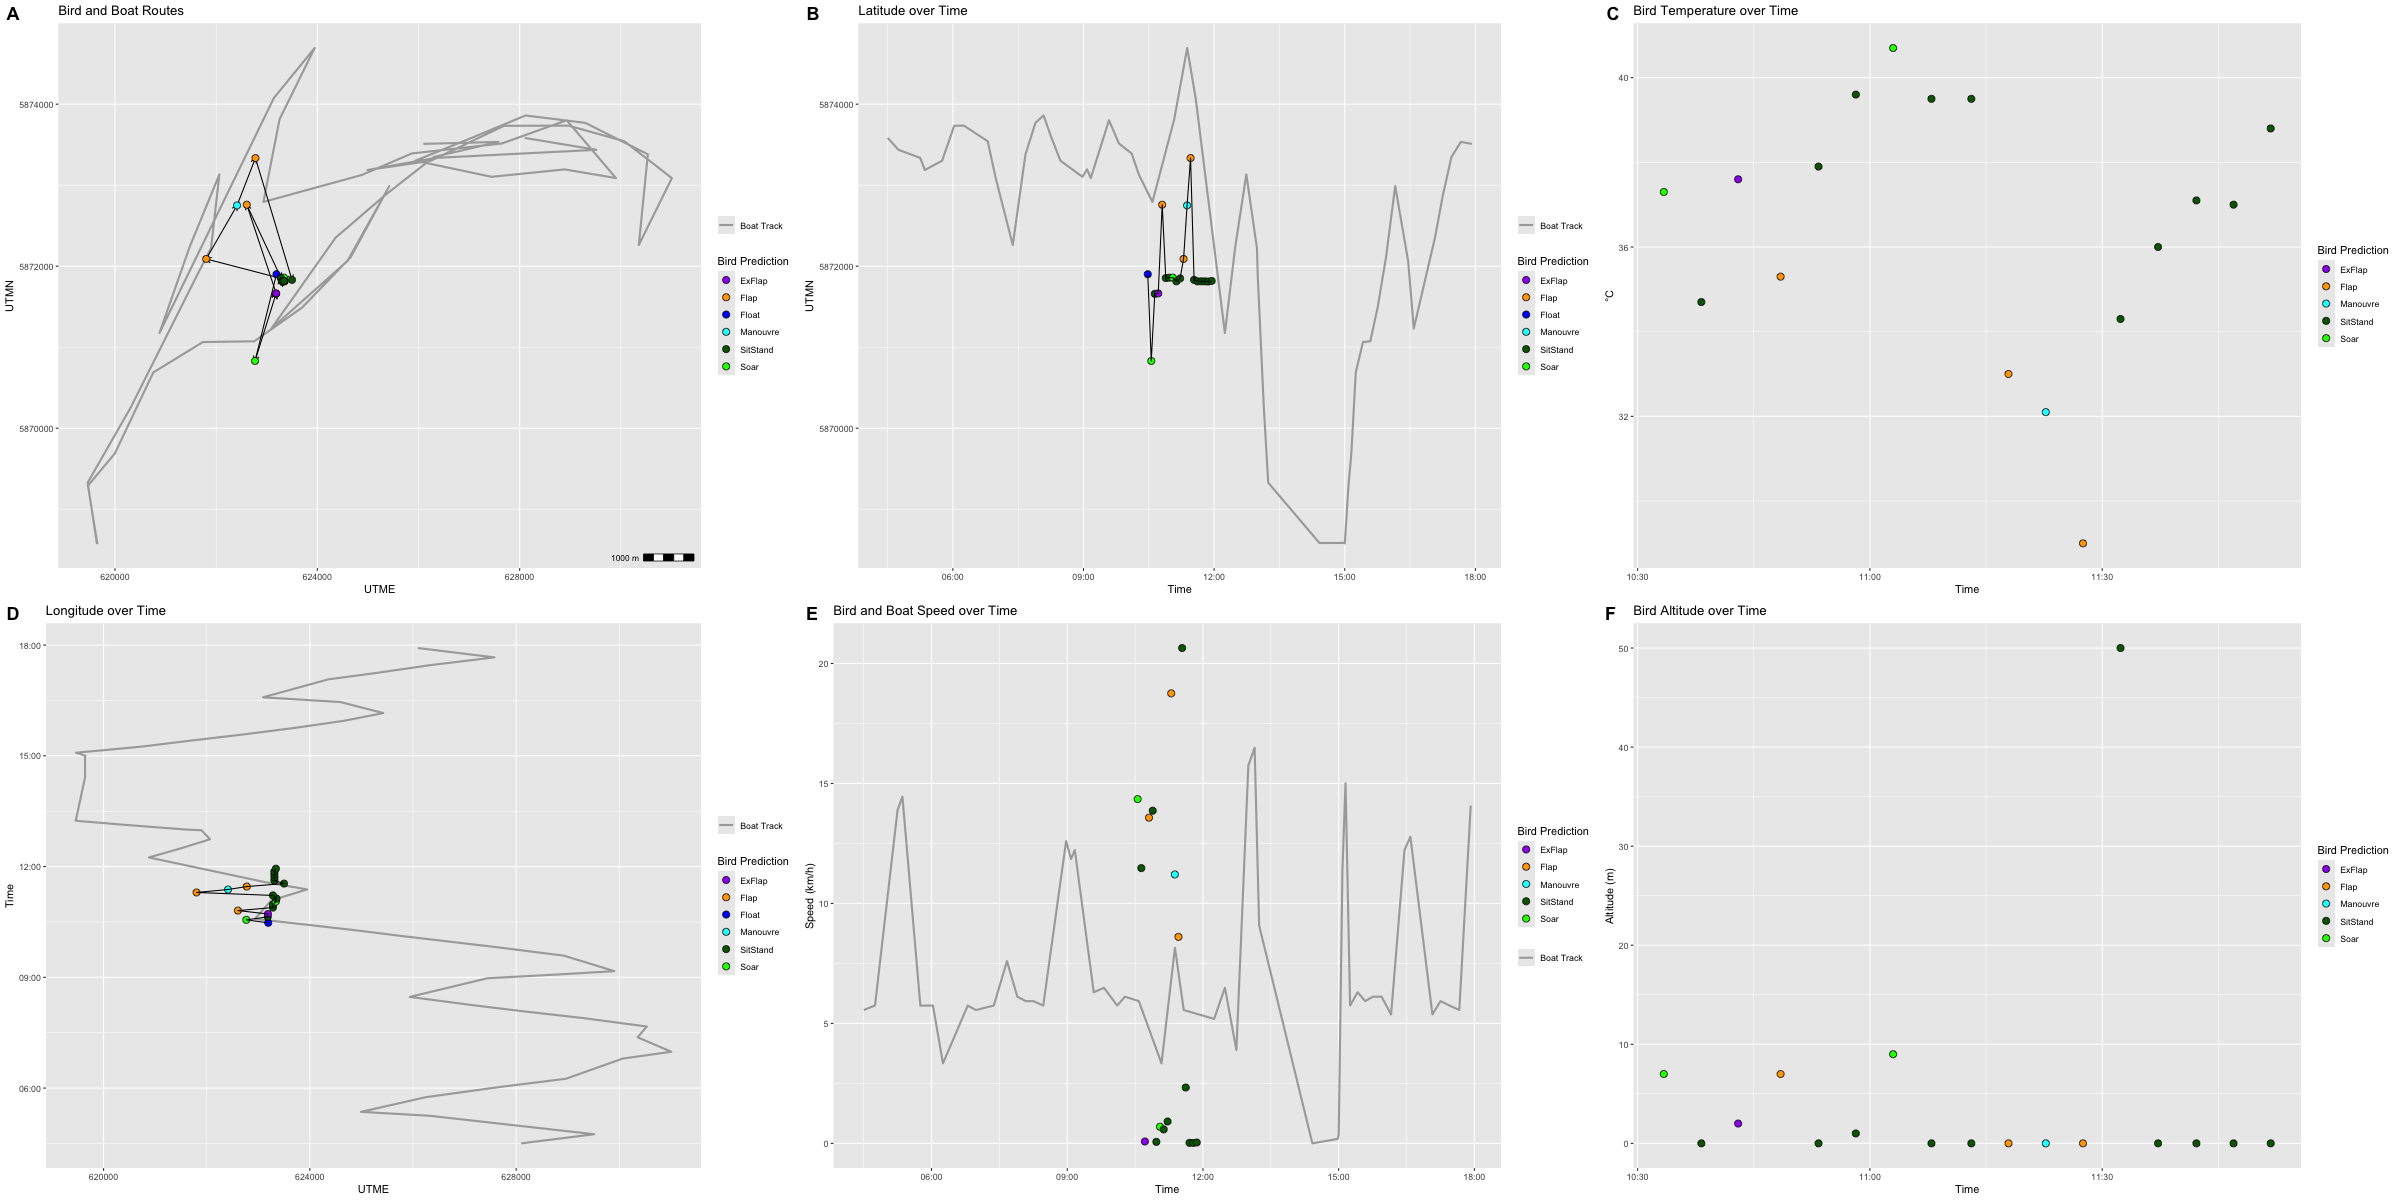 A Bird and Boat Routes
5874000
5872000
5870000
UTMN
620000 624000 628000
UTME
1000 m
Boat Track
Bird Prediction
ExFlap
Flap
Float
Manouvre
SitStand
Soar
B Latitude over Time
5874000
5872000
5870000
UTMN
06:00 09:00 12:00 15:00 18:00
Time
Boat Track
Bird Prediction
ExFlap
Flap
Float
Manouvre
SitStand
Soar
C Bird Temperature over Time
40
36
32
°C
10:30 11:00 11:30
Time
Bird Prediction
ExFlap
Flap
Manouvre
SitStand
Soar
D Longitude over Time
18:00
15:00
12:00
09:00
06:00
Time
620000 624000 628000
UTME
Boat Track
Bird Prediction
ExFlap
Flap
Float
Manouvre
SitStand
Soar
E Bird and Boat Speed over Time
20
15
10
5
0
Speed (km/h)
06:00 09:00 12:00 15:00 18:00
Time
Bird Prediction
ExFlap
Flap
Manouvre
SitStand
Soar
Boat Track
F Bird Altitude over Time
50
40
30
20
10
0
Altitude (m)
10:30 11:00 11:30
Time
Bird Prediction
ExFlap
Flap
Manouvre
SitStand
Soar